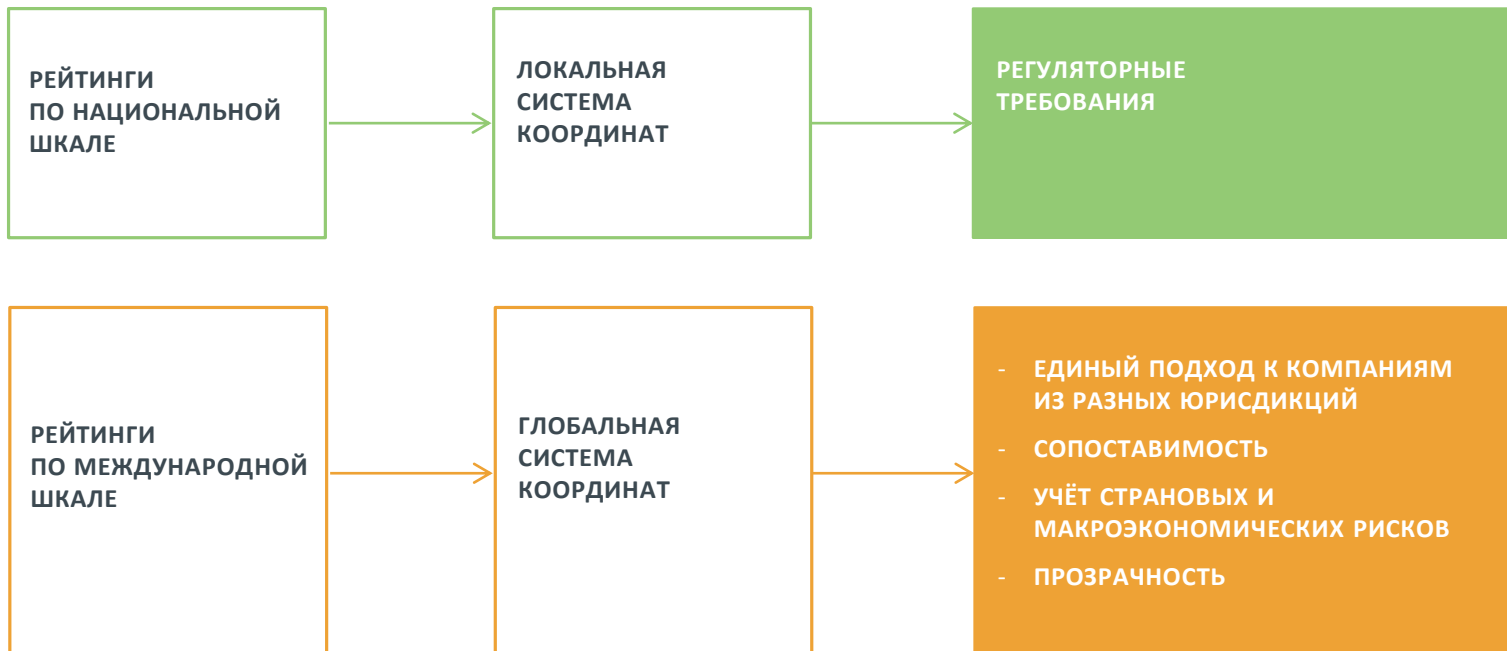 РЕЙТИНГИ
ПО НАЦИОНАЛЬНОЙ
ШКАЛЕ
ЛОКАЛЬНАЯ
СИСТЕМА
КООРДИНАТ
РЕГУЛЯТОРНЫЕ
ТРЕБОВАНИЯ
РЕЙТИНГИ
ПО МЕЖДУНАРОДНОЙ
ШКАЛЕ
ГЛОБАЛЬНАЯ
СИСТЕМА
КООРДИНАТ
- ЕДИНЫЙ ПОДХОД К КОМПАНИЯМ
ИЗ РАЗНЫХ ЮРИСДИКЦИЙ
- СОПОСТАВИМОСТЬ
- УЧЁТ СТРАНОВЫХ И
МАКРОЭКОНОМИЧЕСКИХ РИСКОВ
- ПРОЗРАЧНОСТЬ